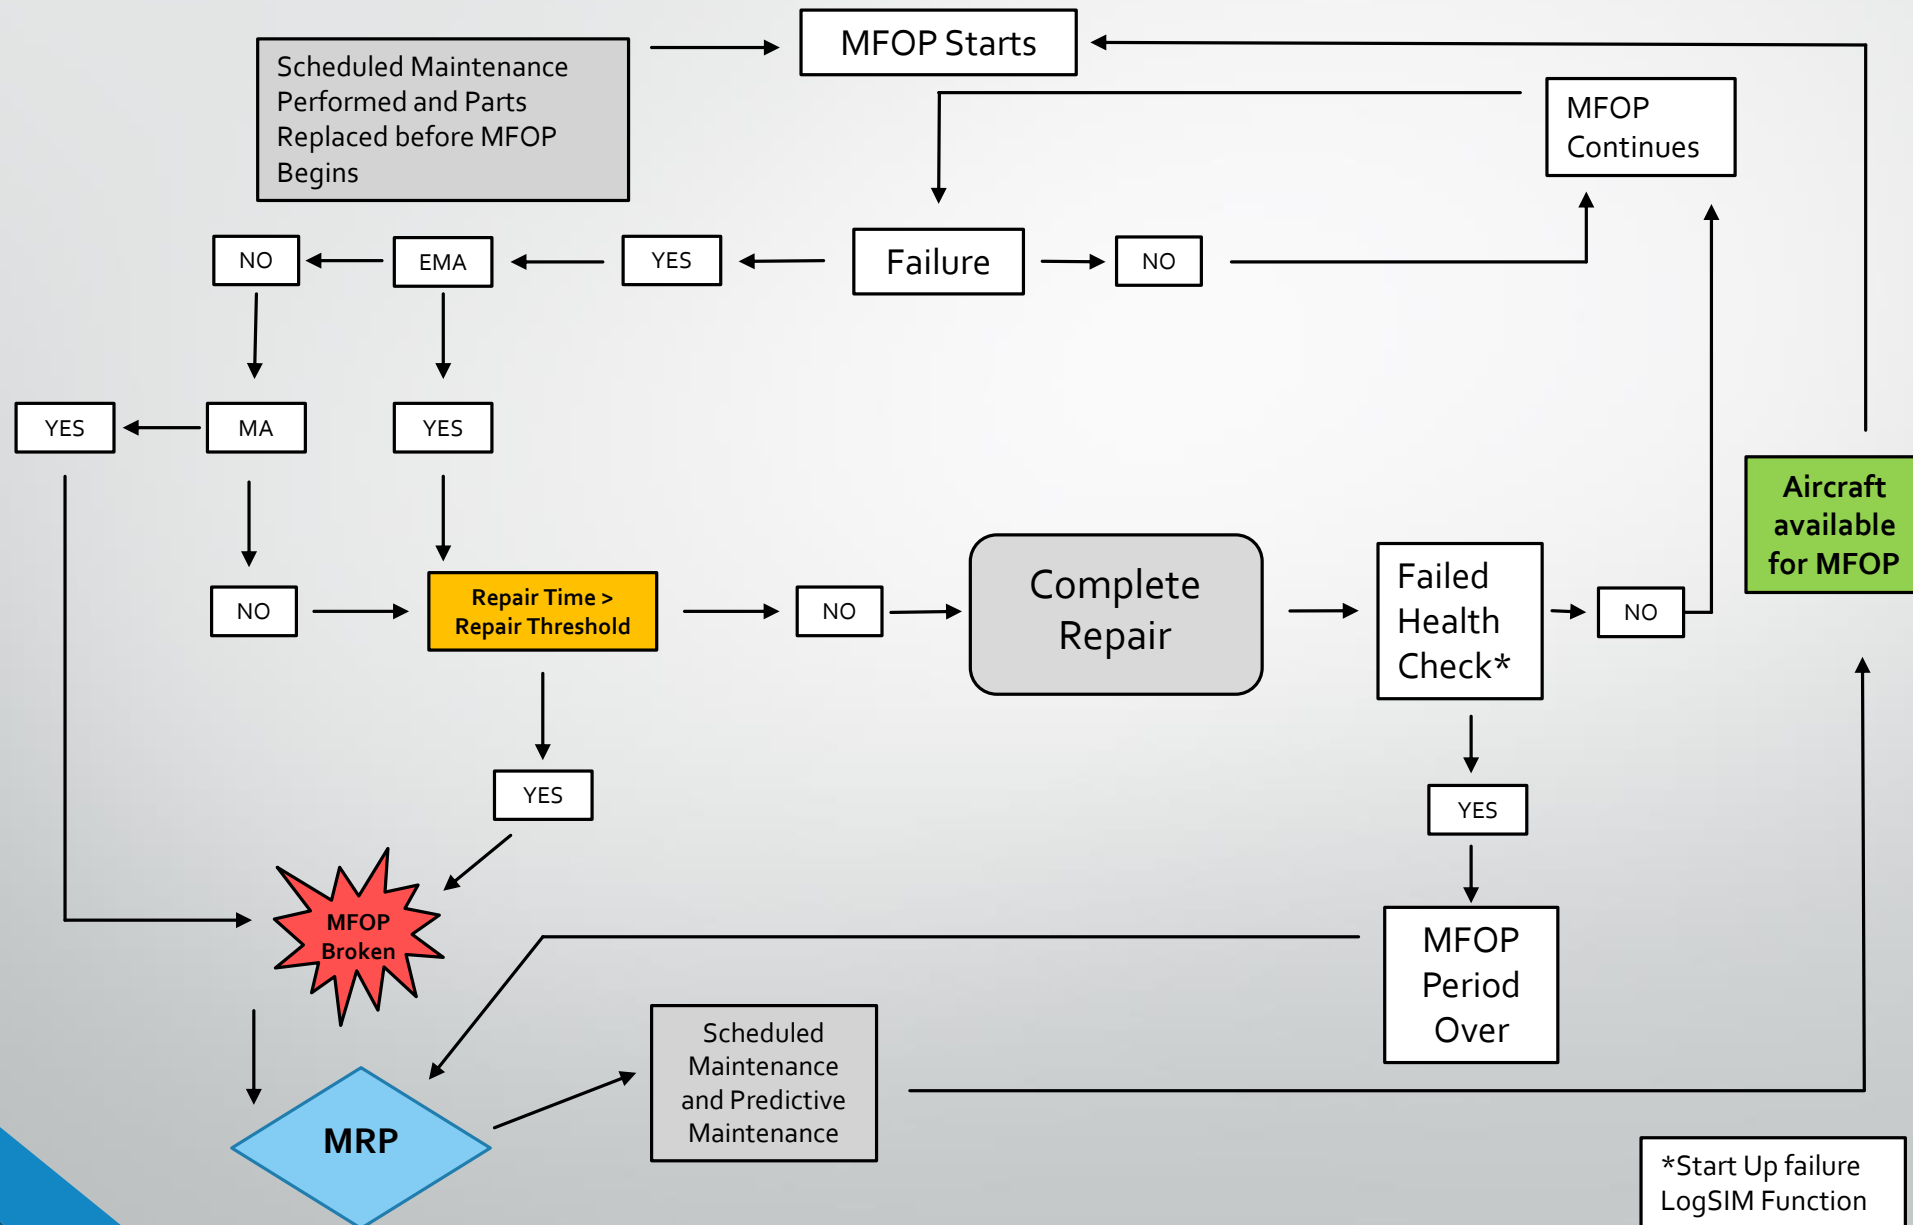 MFOP Starts
Scheduled Maintenance
Performed and Parts
Replaced before MFOP
Begins
MFOP
Continues
NO
EMA
YES
Failure
NO
YES
MA
YES
Aircraft
available
for MFOP
NO
Repair Time >
Repair Threshold
NO
Complete
Repair
Failed
Health
Check*
NO
YES
YES
MFOP
Broken
MFOP
Period
Over
Scheduled
Maintenance
and Predictive
Maintenance
MRP
*Start Up failure
LogSIM Function